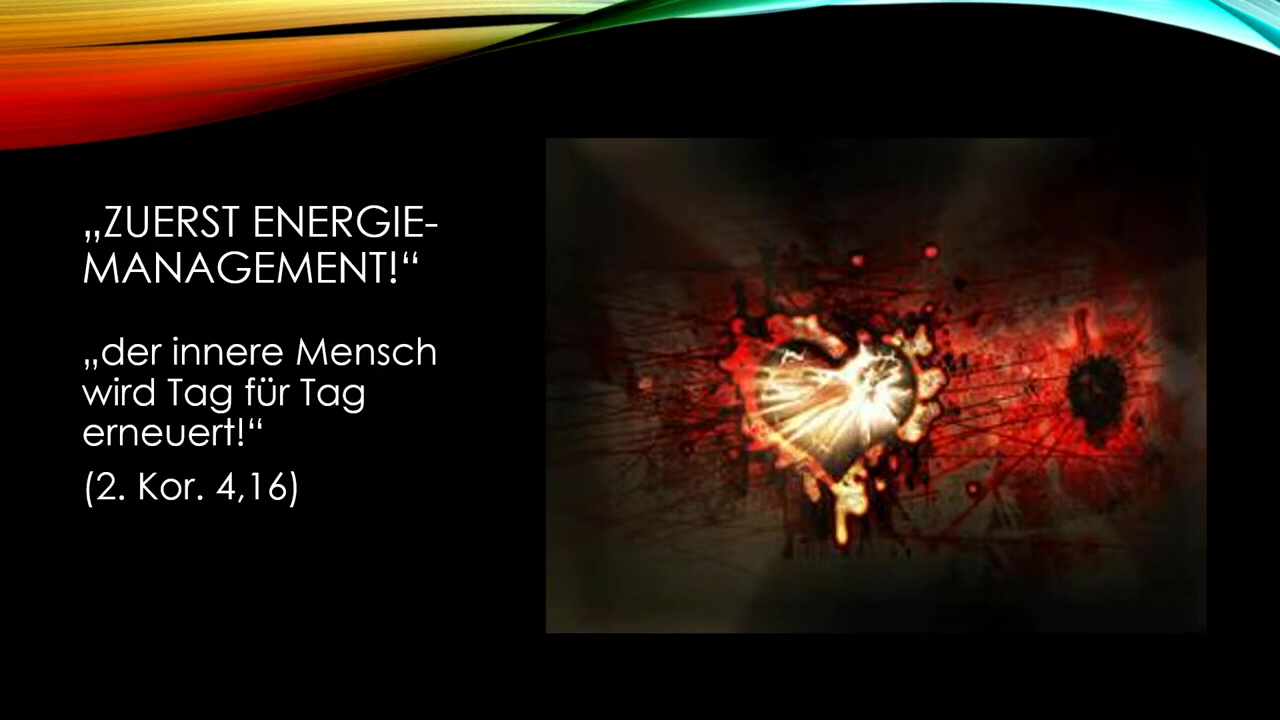 „ZUERST ENERGIE-
MANAGEMENT!“
„der innere Mensch
wird Tag für Tag
erneuert!“
(2. Kor. 4,16)